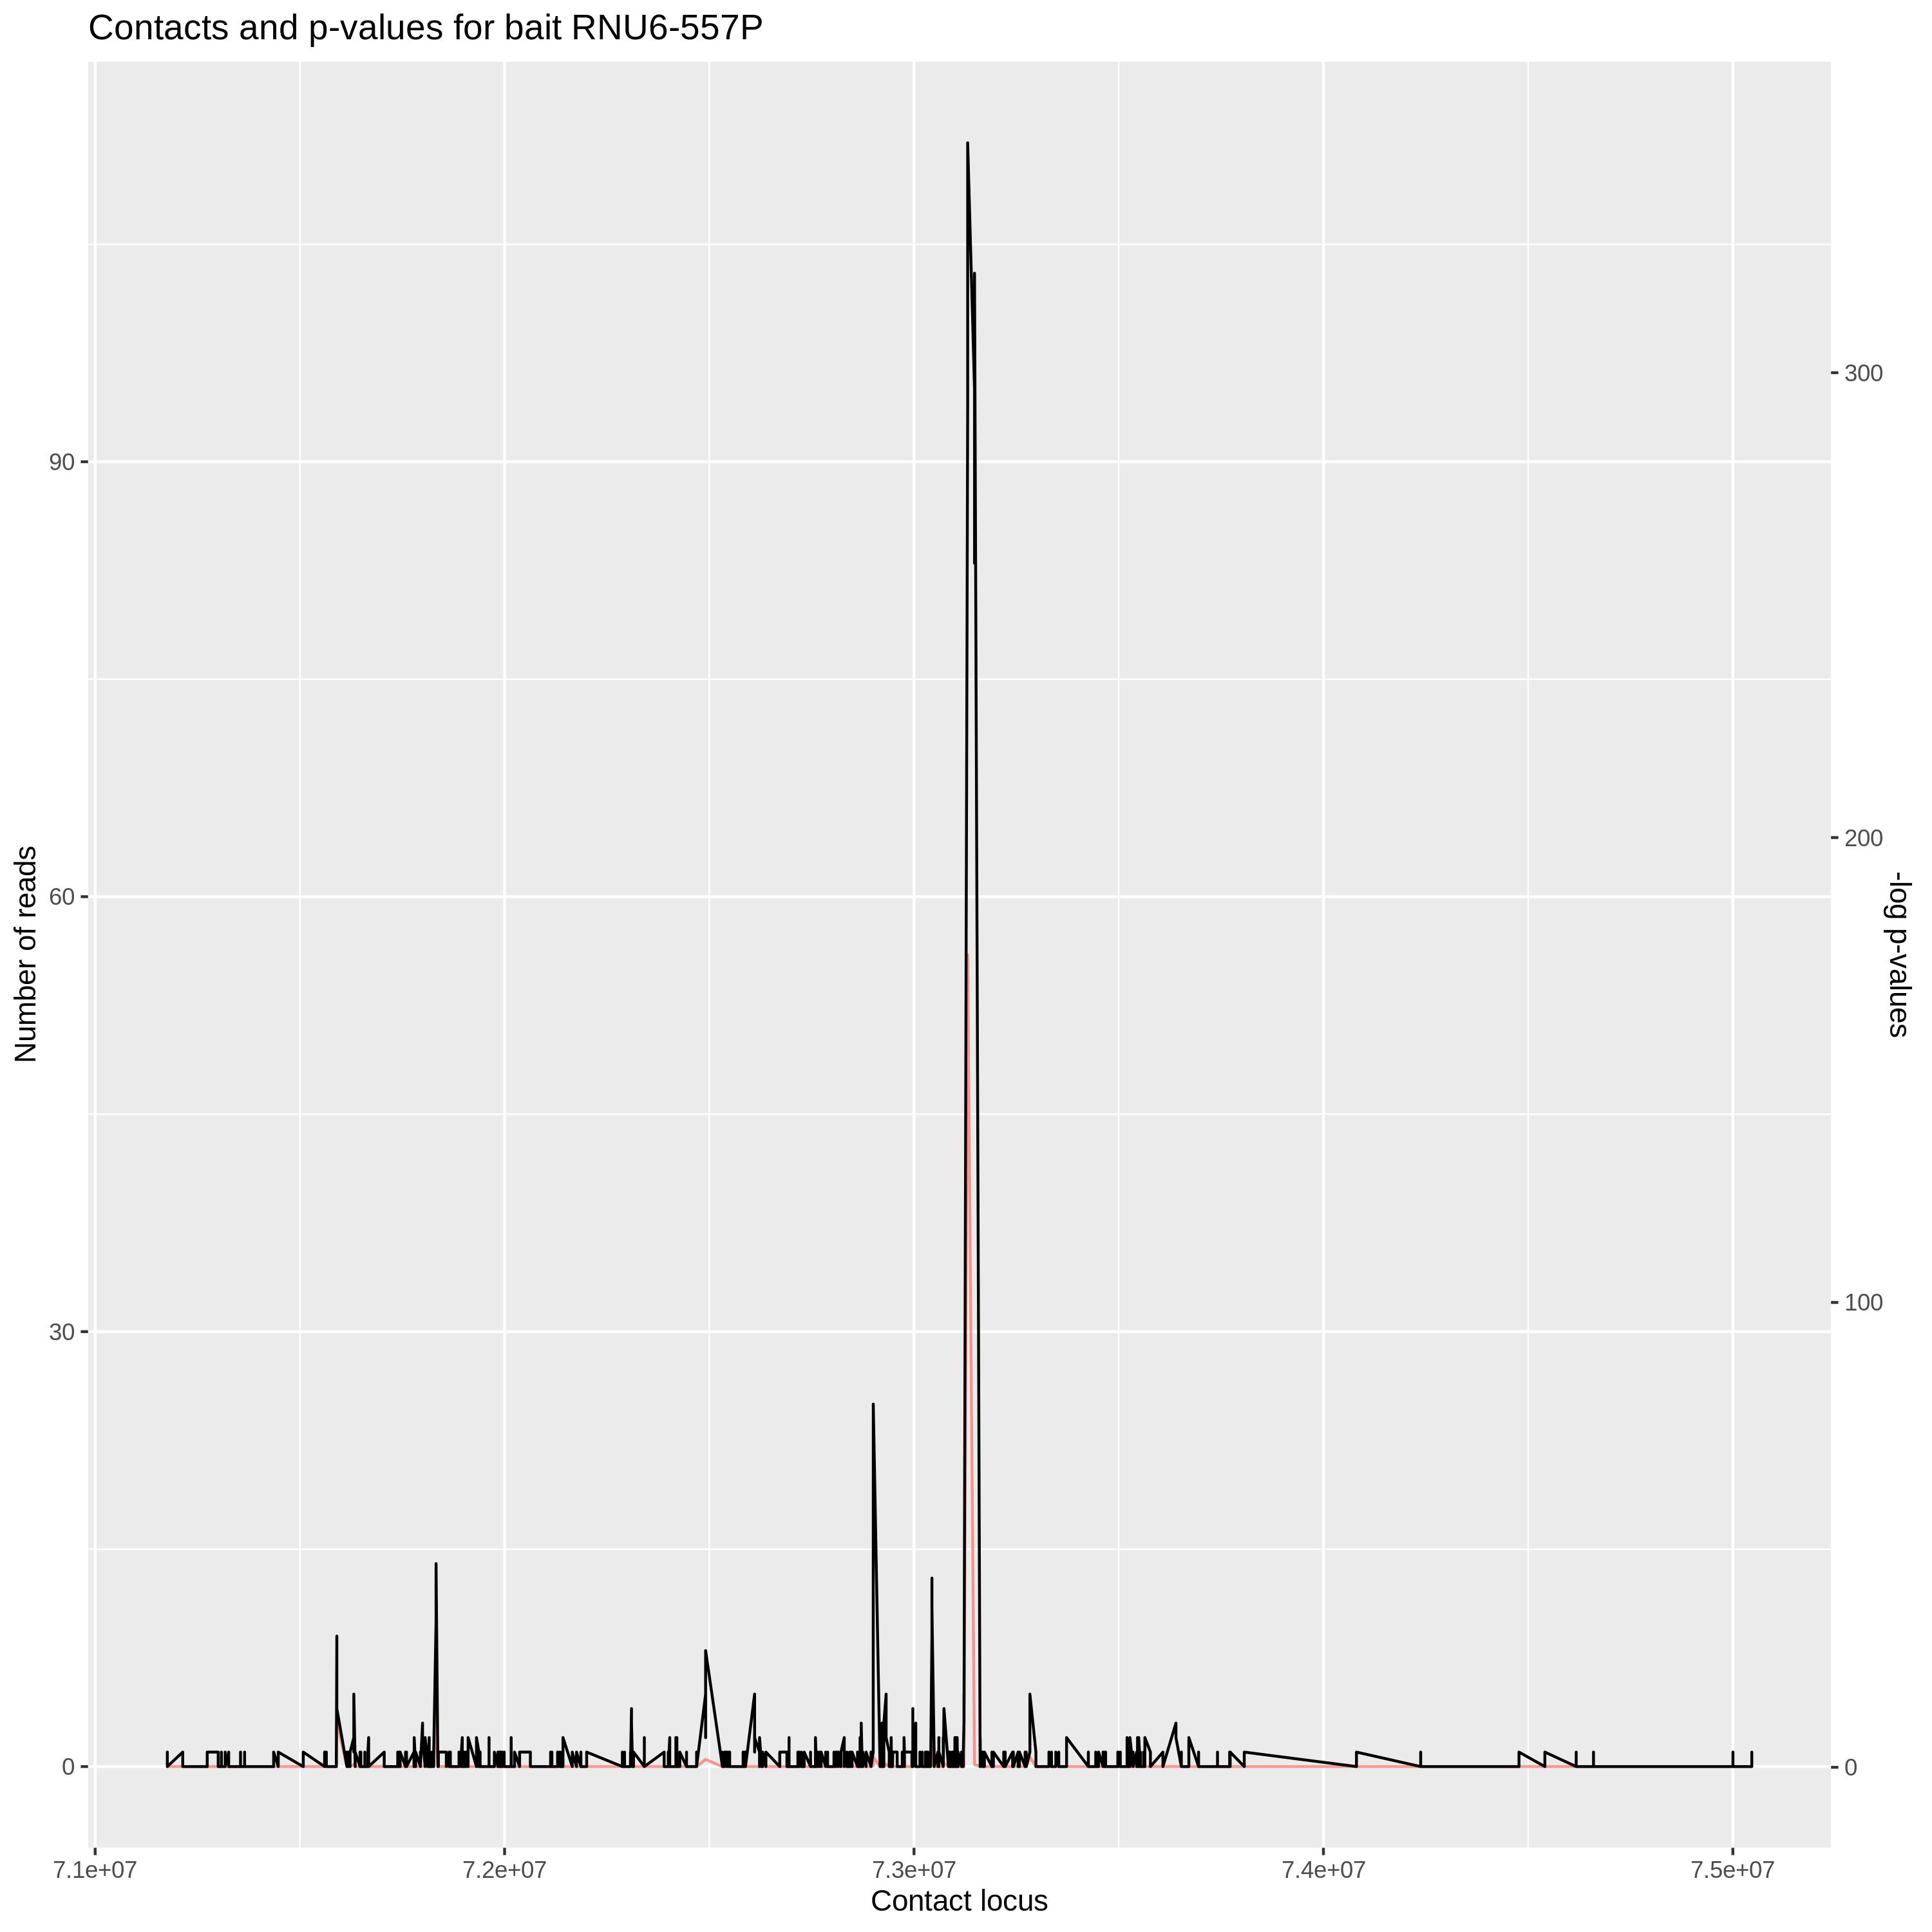 Contacts and p-values for bait RNU6-557P
Number of reads
90
60
30
0
300
200
100
0
-log p-values
7.1e+07 7.2e+07 7.3e+07 7.4e+07 7.5e+07
Contact locus